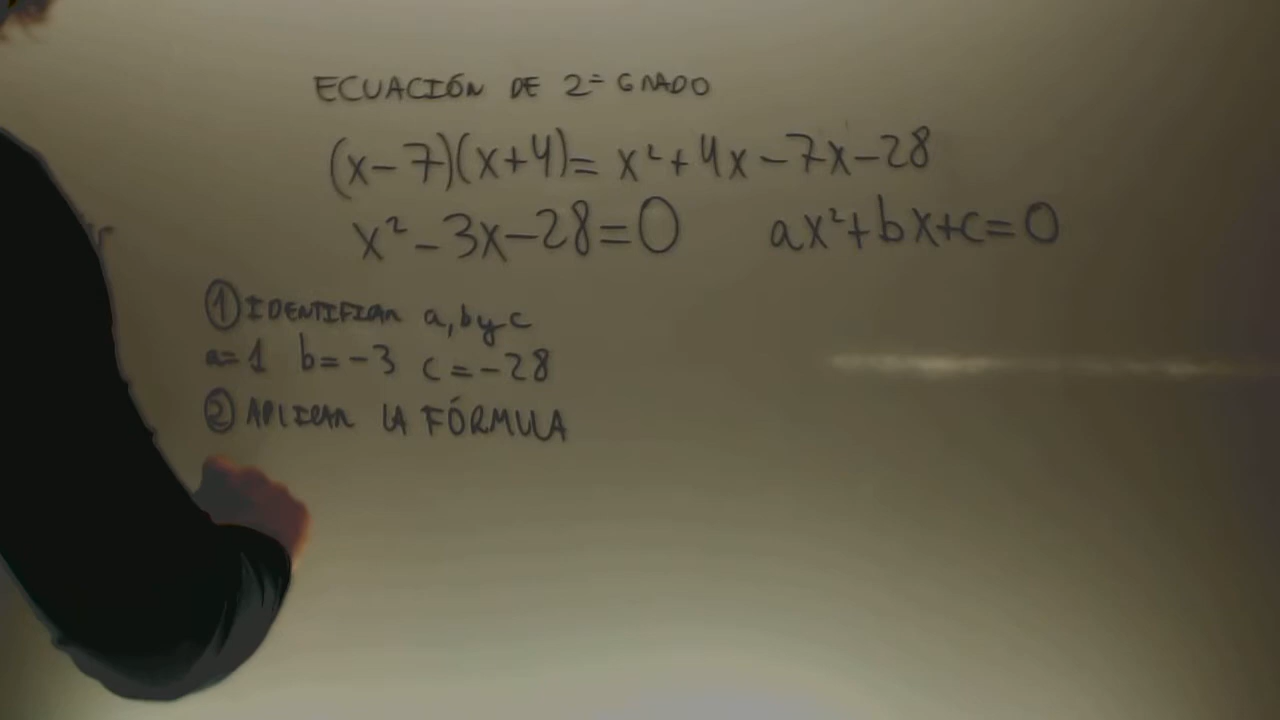 ECUACIÓN DE 2º GRADO
(x-7)(x+4)= x²+4x-7x-28
x²-3x-28=0 ax²+bx+c=0
① IDENTIFICAR a, b y c
a=1 b=-3 c=-28
② APLICAR LA FÓRMULA